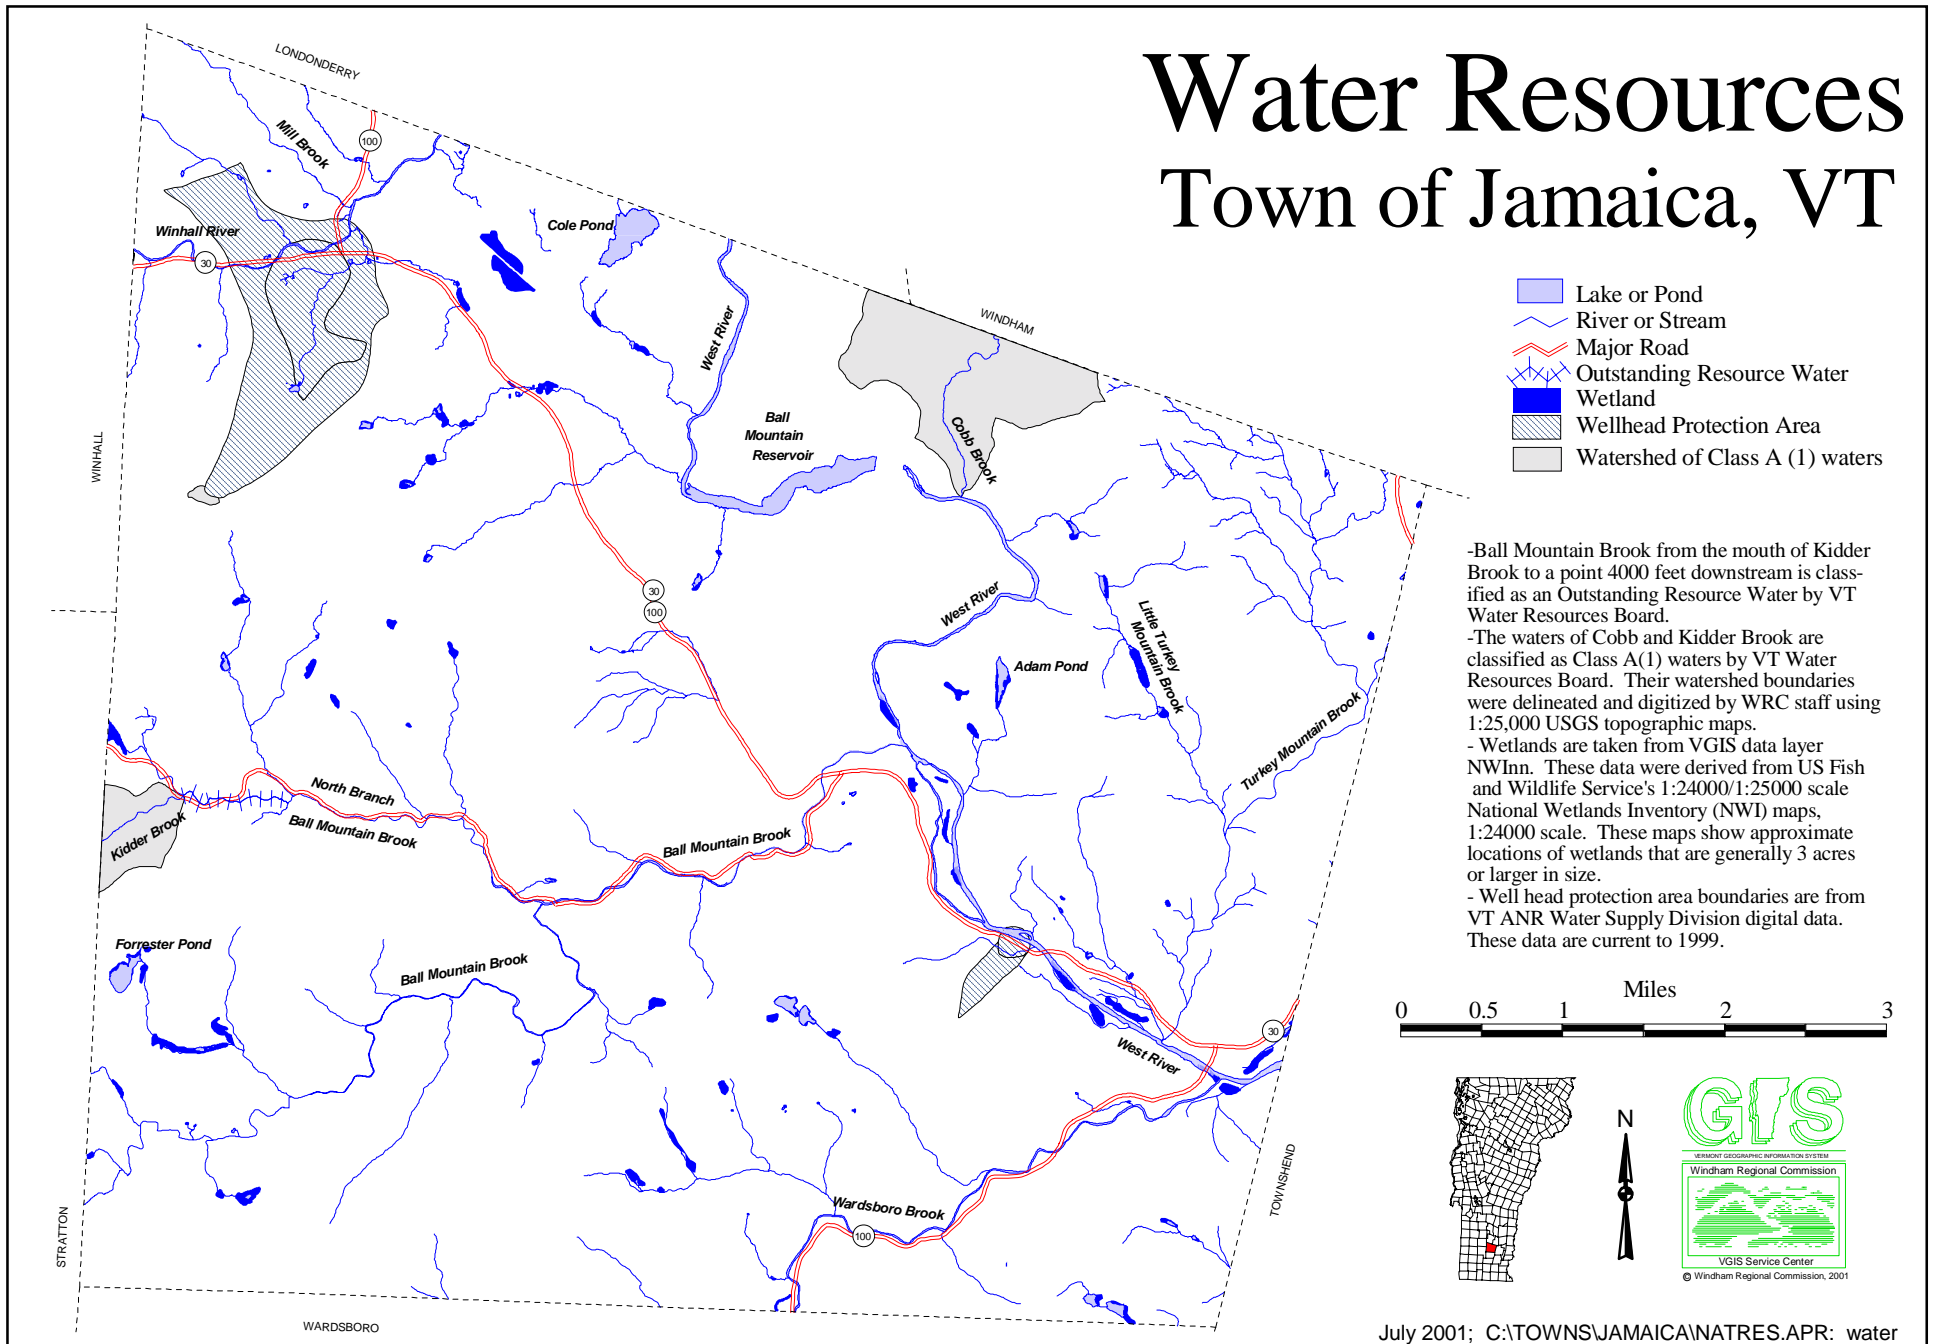 Water Resources
Town of Jamaica, VT
LONDONDERRY
Mill Brook
100
Winhall River
30
Cole Pond
West River
WINDHAM
Ball
Mountain
Reservoir
Cobb Brook
WINHALL
30
100
West River
Adam Pond
Little Turkey
Mountain Brook
Turkey Mountain Brook
North Branch
Ball Mountain Brook
Kidder Brook
Ball Mountain Brook
Forrester Pond
Ball Mountain Brook
West River
30
Wardsboro Brook
100
TOWNSHEND
STRATTON
WARDSBORO
Lake or Pond
River or Stream
Major Road
Outstanding Resource Water
Wetland
Wellhead Protection Area
Watershed of Class A (1) waters
-Ball Mountain Brook from the mouth of Kidder
Brook to a point 4000 feet downstream is class-
ified as an Outstanding Resource Water by VT
Water Resources Board.
-The waters of Cobb and Kidder Brook are
classified as Class A(1) waters by VT Water
Resources Board. Their watershed boundaries
were delineated and digitized by WRC staff using
1:25,000 USGS topographic maps.
- Wetlands are taken from VGIS data layer
NWInn. These data were derived from US Fish
and Wildlife Service's 1:24000/1:25000 scale
National Wetlands Inventory (NWI) maps,
1:24000 scale. These maps show approximate
locations of wetlands that are generally 3 acres
or larger in size.
- Well head protection area boundaries are from
VT ANR Water Supply Division digital data.
These data are current to 1999.
Miles
0 0.5 1 2 3
N
GIS
VERMONT GEOGRAPHIC INFORMATION SYSTEM
Windham Regional Commission
VGIS Service Center
© Windham Regional Commission, 2001
July 2001; C:\TOWNS\JAMAICA\NATRES.APR: water